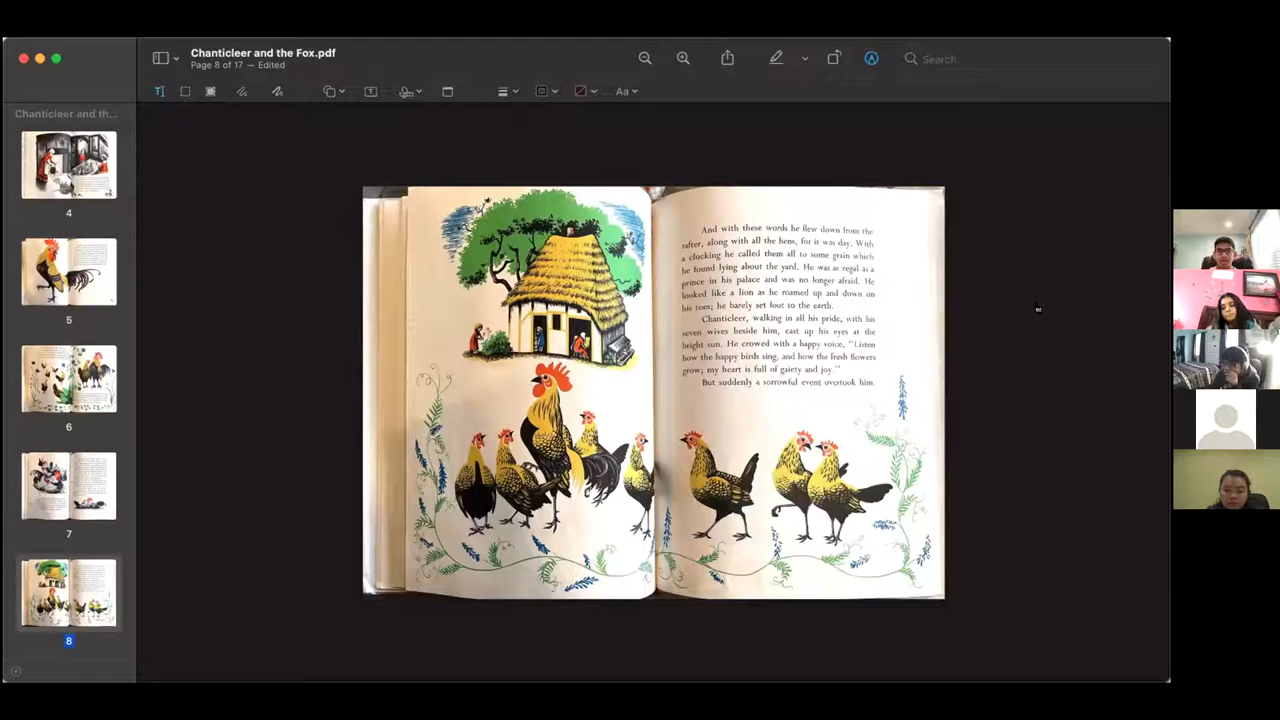 Chanticleer and the Fox.pdf
Page 8 of 17 — Edited
Search
Aa
Chanticleer and th...
4
5
6
7
8
And with these words he flew down from the
rafter, along with all the hens, for it was day. With
a clucking he called them all to some grain which
he found lying about the yard. He was as regal as a
prince in his palace and was no longer afraid. He
looked like a lion as he roamed up and down on
his toes; he barely set foot to the earth.
Chanticleer, walking in all his pride, with his
seven wives beside him, cast up his eyes at the
bright sun. He crowed with a happy voice, "Listen
how the happy birds sing, and how the fresh flowers
grow; my heart is full of gaiety and joy."
But suddenly a sorrowful event overtook him.